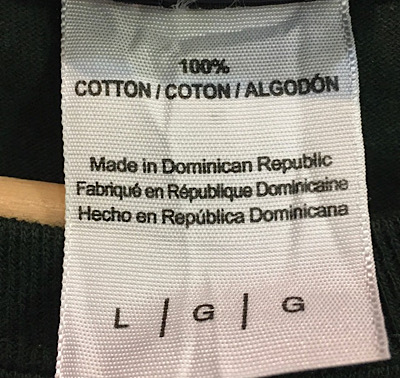 100%
COTTON / COTON / ALGODÓN
Made in Dominican Republic
Fabriqué en République Dominicaine
Hecho en República Dominicana
L | G | G